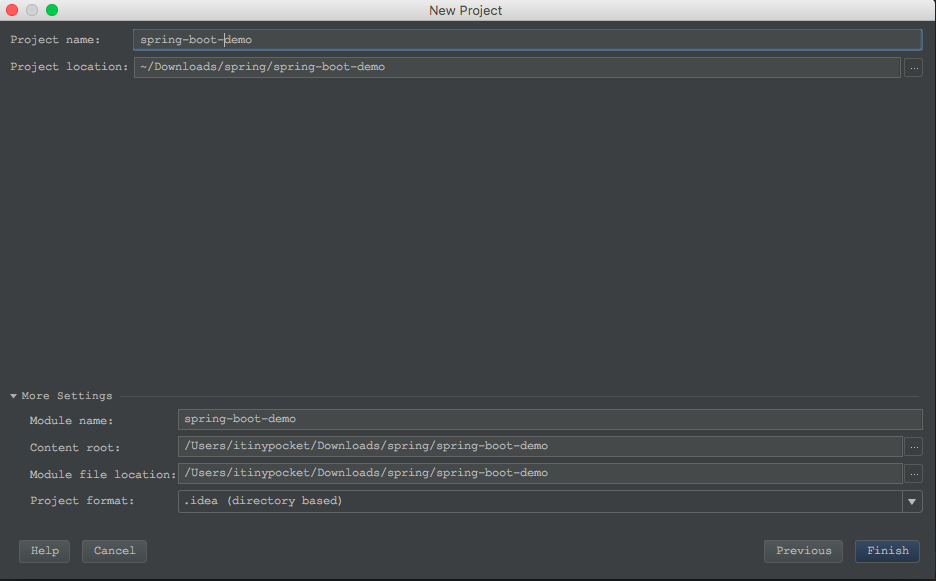 New Project
Project name: spring-boot-demo
Project location: ~/Downloads/spring/spring-boot-demo ...
More Settings
Module name: spring-boot-demo
Content root: /Users/itinypocket/Downloads/spring/spring-boot-demo ...
Module file location: /Users/itinypocket/Downloads/spring/spring-boot-demo ...
Project format: .idea (directory based)
Help Cancel Previous Finish